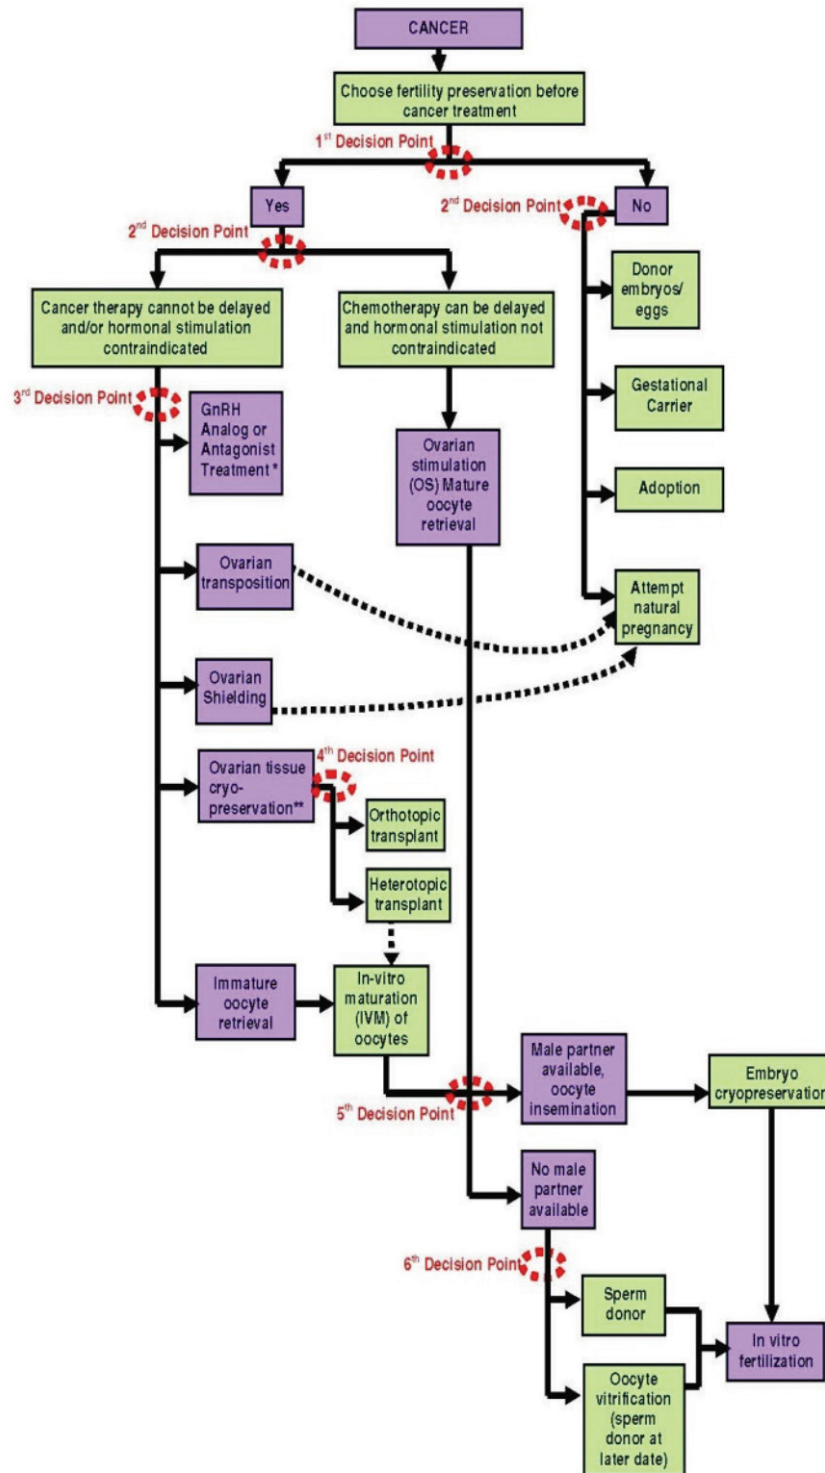 CANCER
Choose fertility preservation before
cancer treatment
1st Decision Point
Yes
No
2nd Decision Point
2nd Decision Point
Cancer therapy cannot be delayed
and/or hormonal stimulation
contraindicated
Chemotherapy can be delayed
and hormonal stimulation not
contraindicated
Donor
embryos/
eggs
3rd Decision Point
GnRH
Analog or
Antagonist
Treatment *
Ovarian
stimulation
(OS) Mature
oocyte
retrieval
Gestational
Carrier
Adoption
Ovarian
transposition
Attempt
natural
pregnancy
Ovarian
Shielding
Ovarian tissue
cryo-
preservation**
4th Decision Point
Orthotopic
transplant
Heterotopic
transplant
Immature
oocyte
retrieval
In-vitro
maturation
(IVM) of
oocytes
5th Decision Point
Male partner
available,
oocyte
insemination
Embryo
cryopreservation
No male
partner
available
6th Decision Point
Sperm
donor
In vitro
fertilization
Oocyte
vitrification
(sperm
donor at
later date)